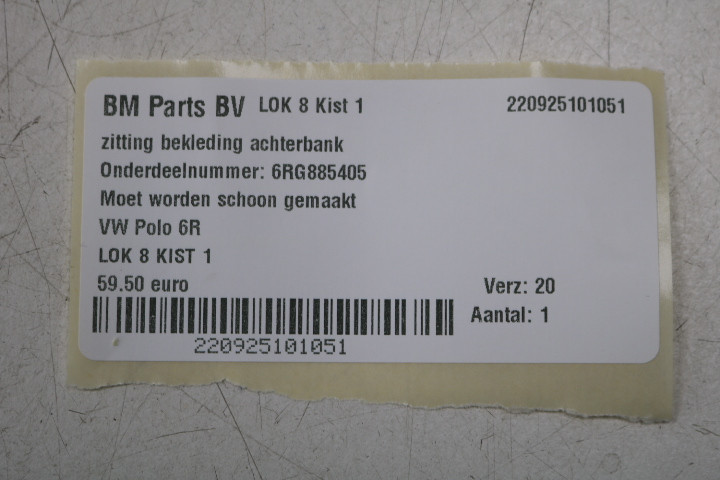 BM Parts BV LOK 8 Kist 1 220925101051
zitting bekleding achterbank
Onderdeelnummer: 6RG885405
Moet worden schoon gemaakt
VW Polo 6R
LOK 8 KIST 1
59.50 euro Verz: 20
Aantal: 1
220925101051